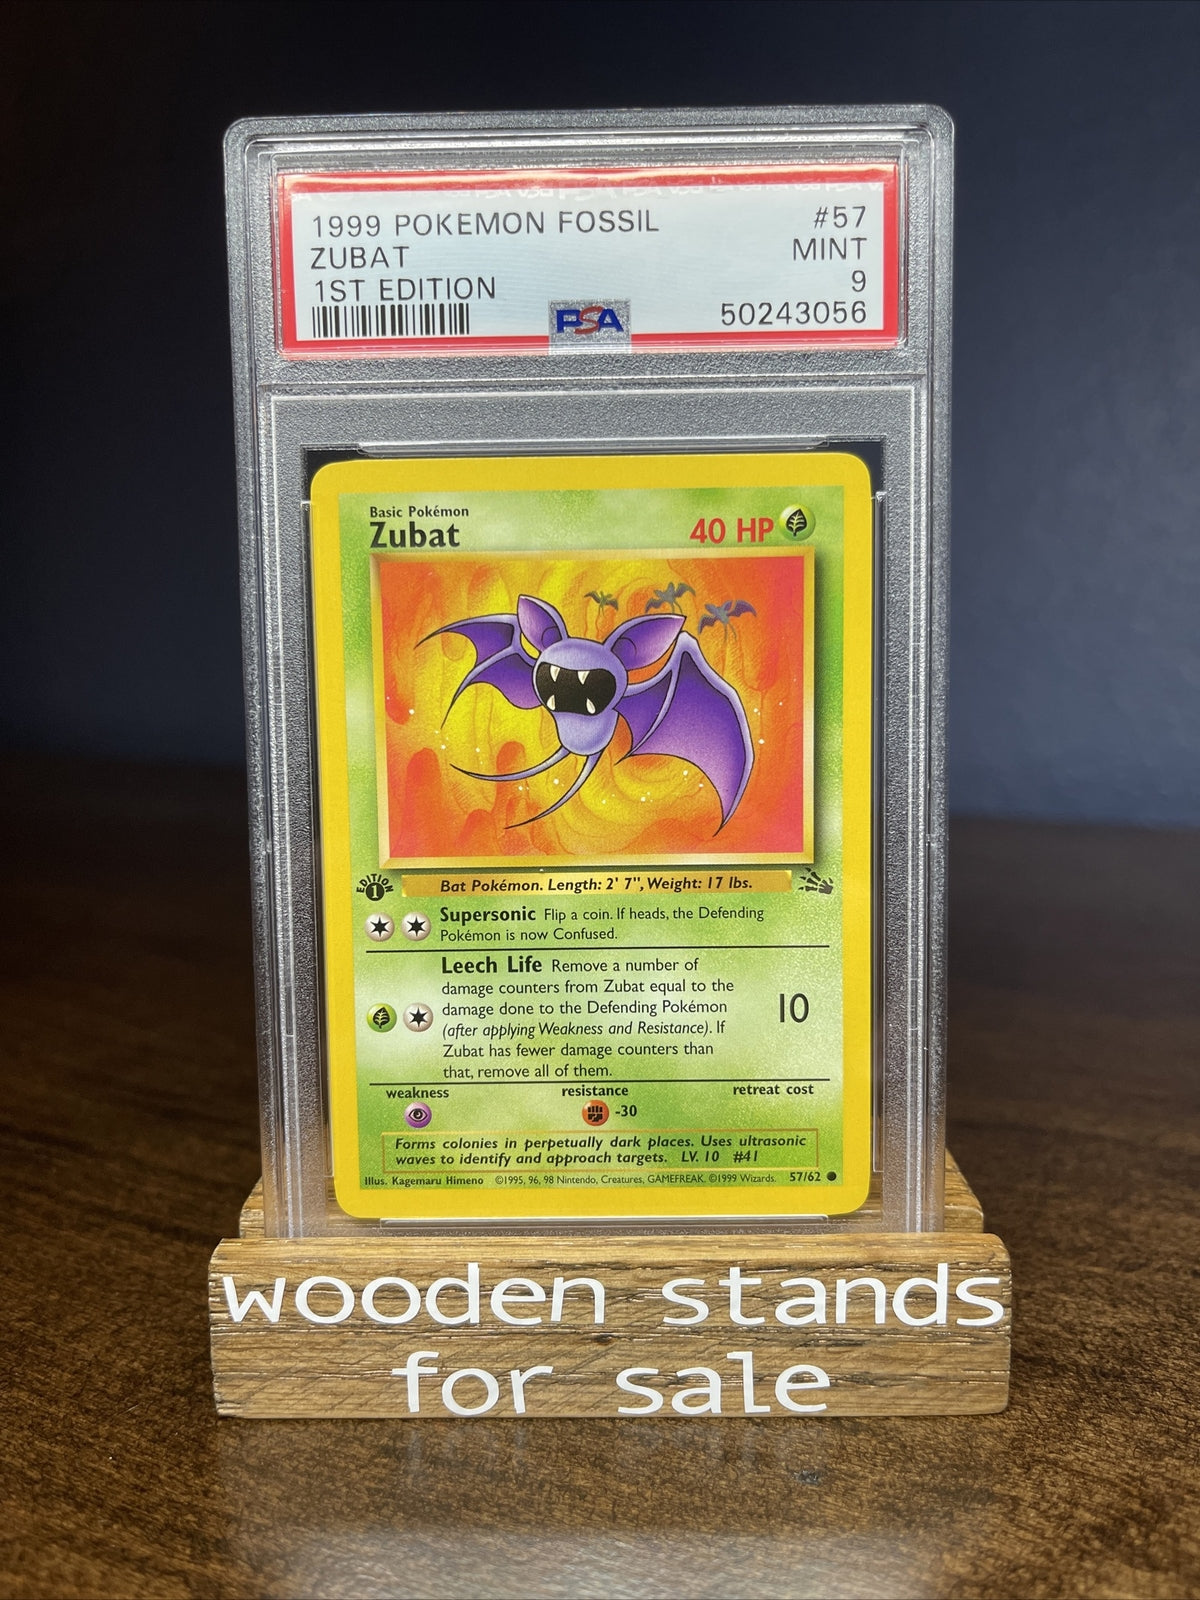 1999 POKEMON FOSSIL #57
ZUBAT MINT
1ST EDITION 9
PSA 50243056
Basic Pokémon
Zubat 40 HP
EDITION
1
Bat Pokémon. Length: 2' 7", Weight: 17 lbs.
Supersonic Flip a coin. If heads, the Defending
Pokémon is now Confused.
Leech Life Remove a number of
damage counters from Zubat equal to the
damage done to the Defending Pokémon 10
(after applying Weakness and Resistance). If
Zubat has fewer damage counters than
that, remove all of them.
weakness resistance retreat cost
-30
Forms colonies in perpetually dark places. Uses ultrasonic
waves to identify and approach targets. LV. 10 #41
Illus. Kagemaru Himeno ©1995, 96, 98 Nintendo, Creatures, GAMEFREAK. ©1999 Wizards. 57/62
wooden stands
for sale